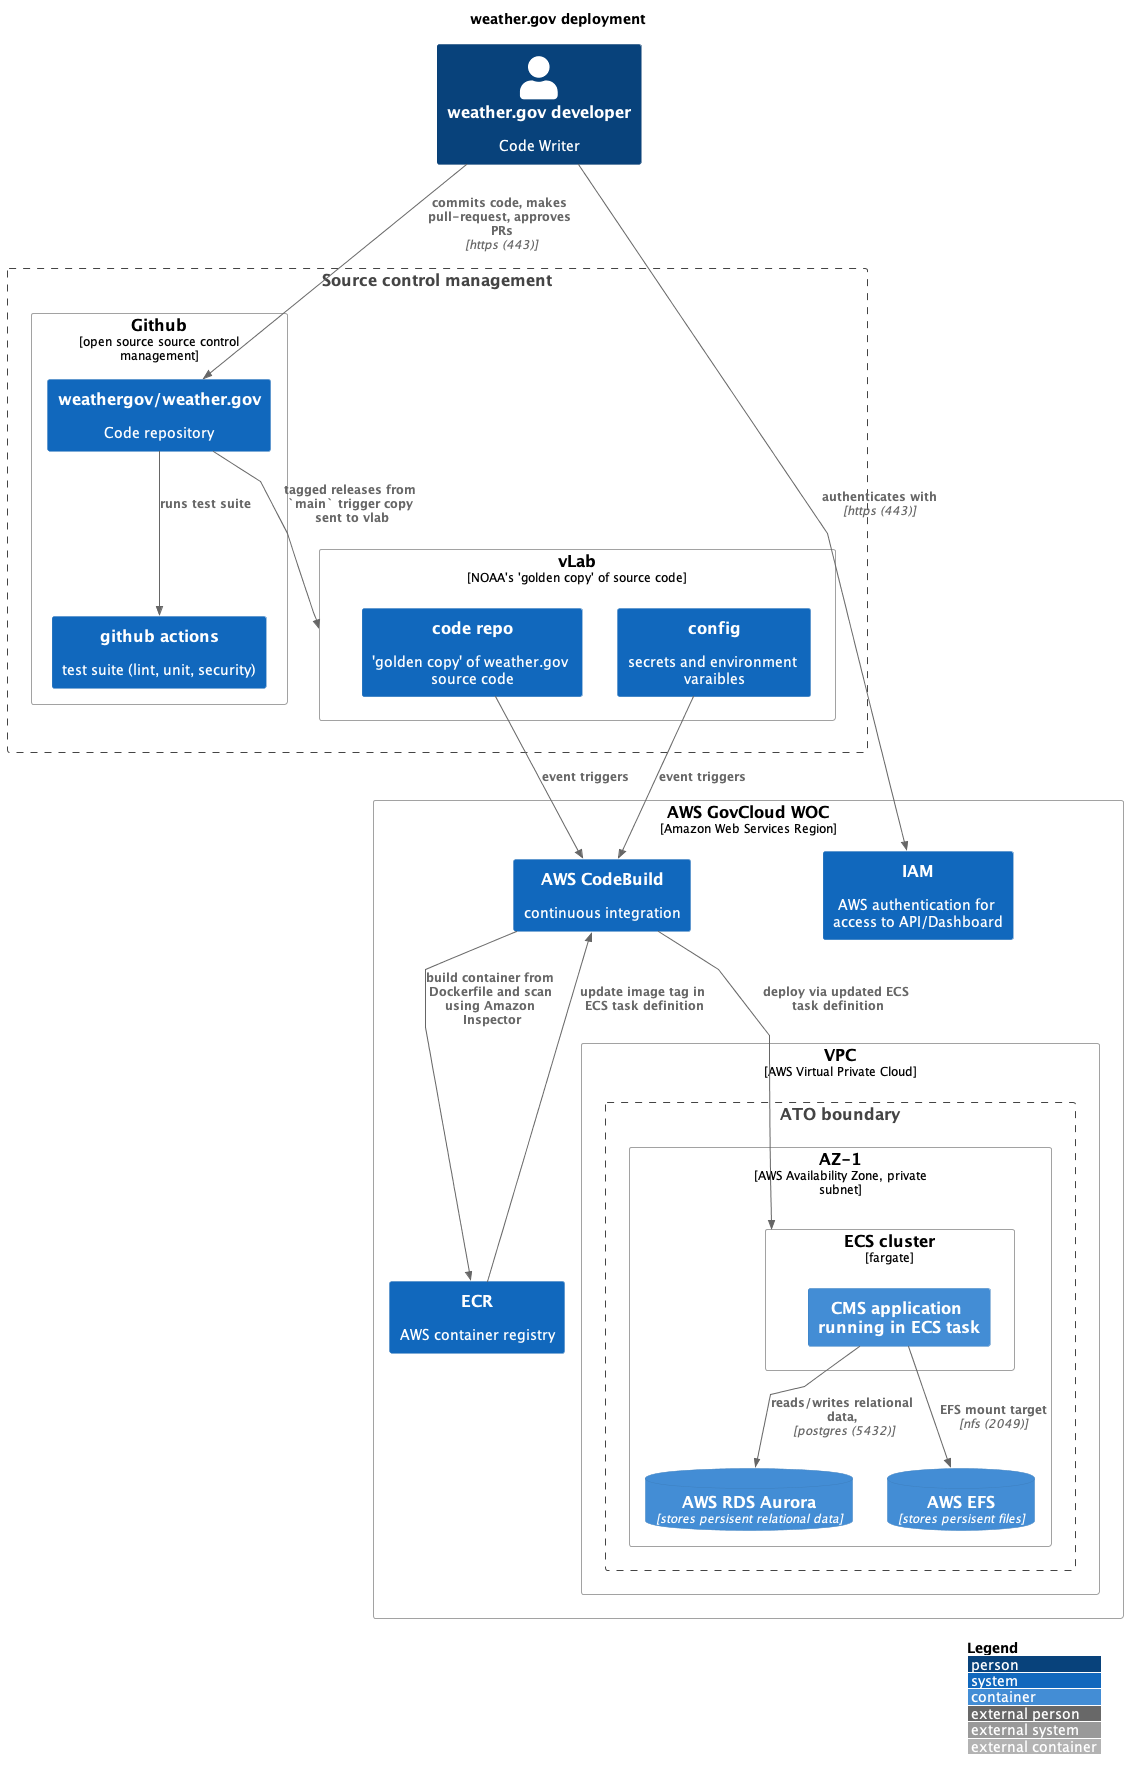 weather.gov deployment
weather.gov developer
Code Writer
commits code, makes
pull-request, approves
PRs
[https (443)]
Source control management
Github
[open source source control
management]
weathergov/weather.gov
Code repository
runs test suite
tagged releases from
`main` trigger copy
sent to vlab
authenticates with
[https (443)]
github actions
test suite (lint, unit, security)
vLab
[NOAA's 'golden copy' of source code]
code repo
'golden copy' of weather.gov
source code
config
secrets and environment
varaibles
event triggers
event triggers
AWS GovCloud WOC
[Amazon Web Services Region]
AWS CodeBuild
continuous integration
IAM
AWS authentication for
access to API/Dashboard
build container from
Dockerfile and scan
using Amazon
Inspector
update image tag in
ECS task definition
deploy via updated ECS
task definition
VPC
[AWS Virtual Private Cloud]
ATO boundary
AZ-1
[AWS Availability Zone, private
subnet]
ECS cluster
[fargate]
CMS application
running in ECS task
ECR
AWS container registry
reads/writes relational
data,
[postgres (5432)]
EFS mount target
[nfs (2049)]
AWS RDS Aurora
[stores persisent relational data]
AWS EFS
[stores persisent files]
Legend
person
system
container
external person
external system
external container